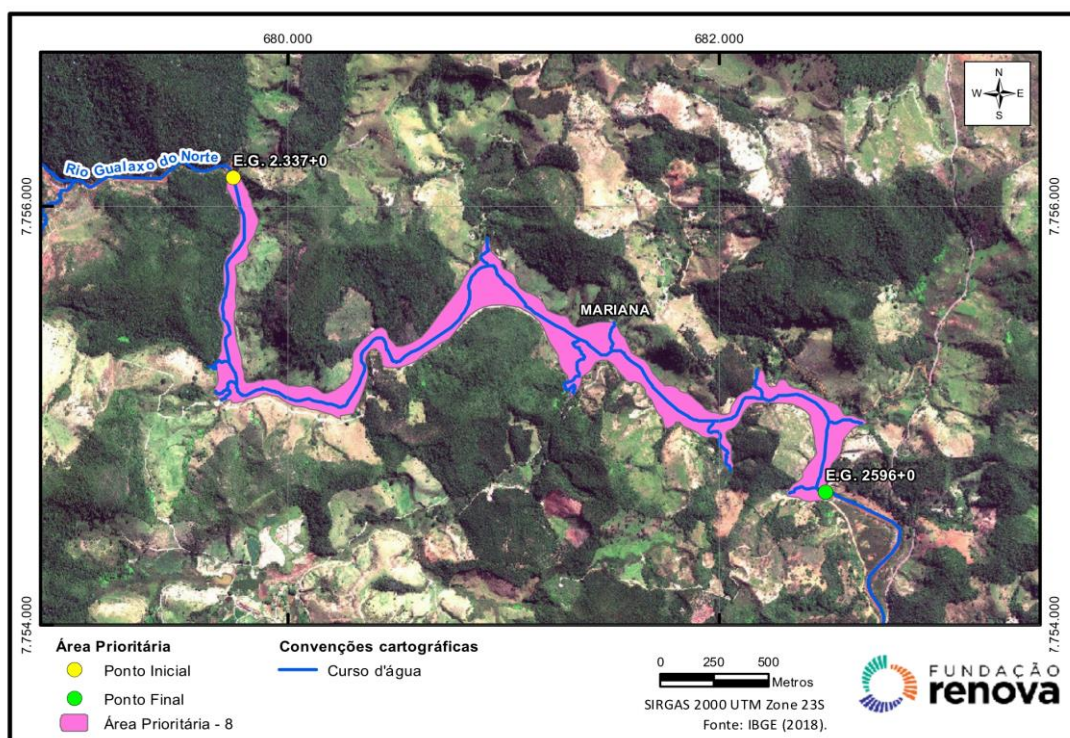 680.000
682.000
N
W E
S
Rio Gualaxo do Norte
E.G. 2.337+0
7.756.000
7.756.000
MARIANA
E.G. 2596+0
7.754.000
7.754.000
Área Prioritária
Ponto Inicial
Ponto Final
Área Prioritária - 8
Convenções cartográficas
Curso d'água
0 250 500
Metros
SIRGAS 2000 UTM Zone 23S
Fonte: IBGE (2018).
FUNDAÇÃO
renova